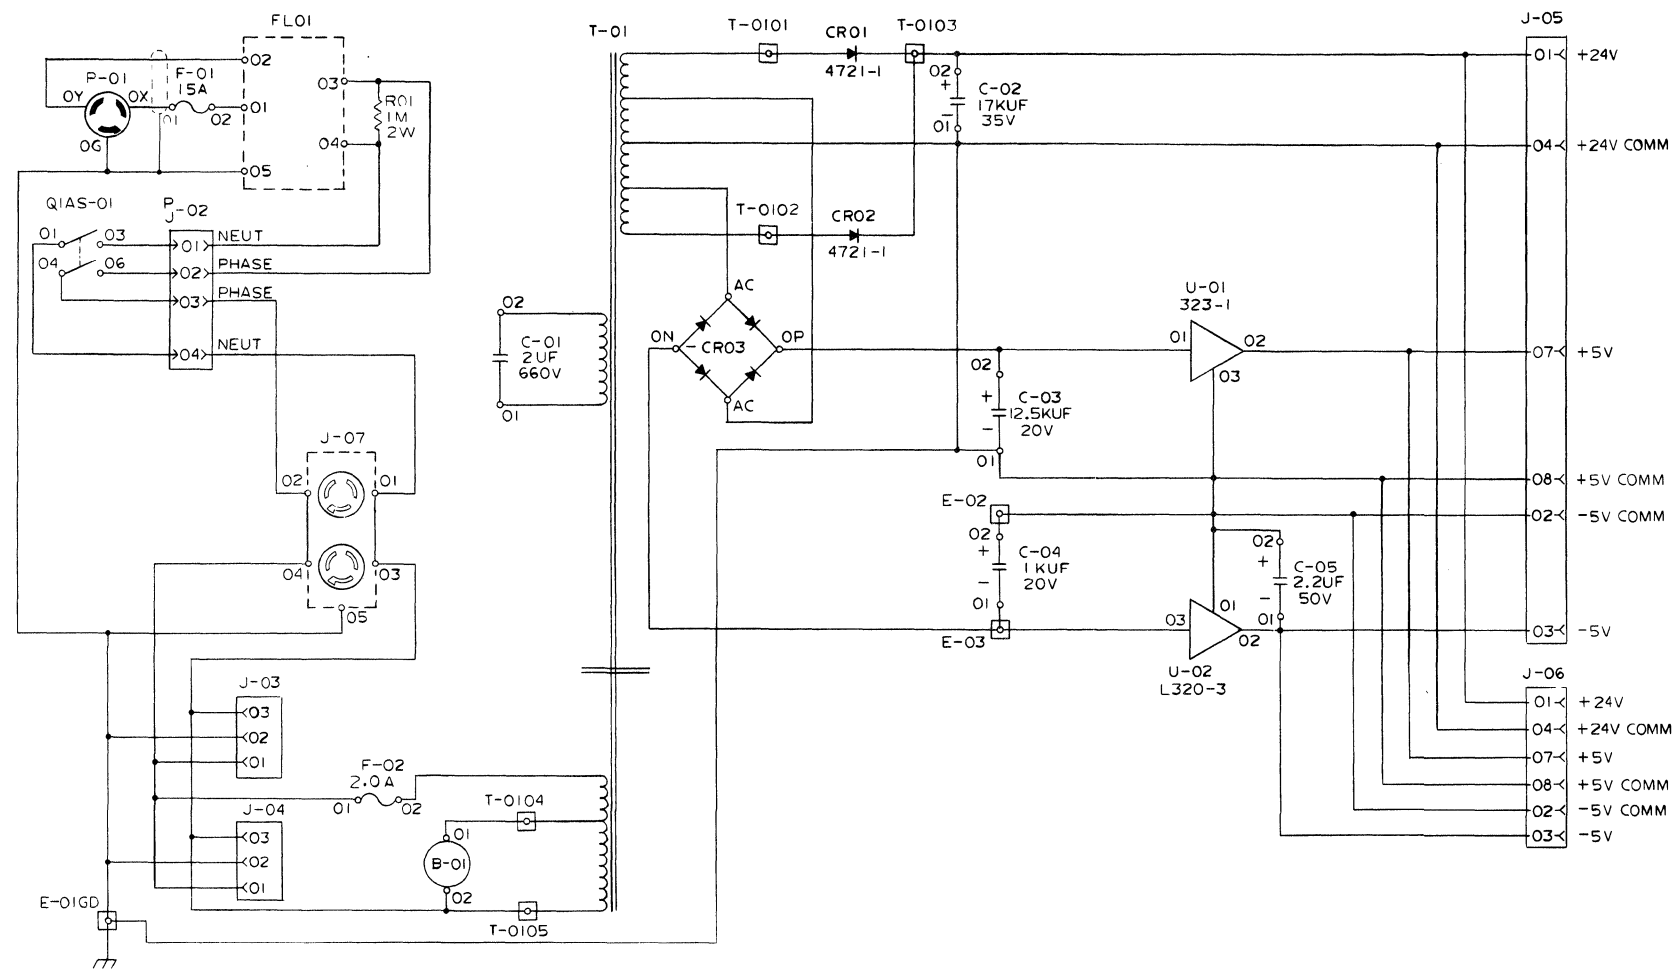 FL01
02
P-01
F-01
15A
0Y
0X
01
02
01
0G
03
R01
1M
2W
04
05
Q1AS-01
P
J-02
01
03
01
NEUT
04
06
02
PHASE
03
PHASE
04
NEUT
J-07
02
01
04
03
05
J-03
03
02
01
F-02
2.0A
01
02
J-04
03
02
01
T-0104
01
B-01
02
T-0105
E-01GD
T-01
02
C-01
2UF
660V
01
T-0101
CR01
4721-1
T-0103
02
+
C-02
17KUF
35V
−
01
T-0102
CR02
4721-1
AC
0N
−
CR03
0P
AC
02
+
C-03
12.5KUF
20V
−
01
U-01
323-1
01
02
03
E-02
02
+
C-04
1KUF
20V
−
01
E-03
02
+
C-05
2.2UF
50V
−
01
03
01
02
U-02
L320-3
J-05
01 +24V
04 +24V COMM
07 +5V
08 +5V COMM
02 −5V COMM
03 −5V
J-06
01 +24V
04 +24V COMM
07 +5V
08 +5V COMM
02 −5V COMM
03 −5V